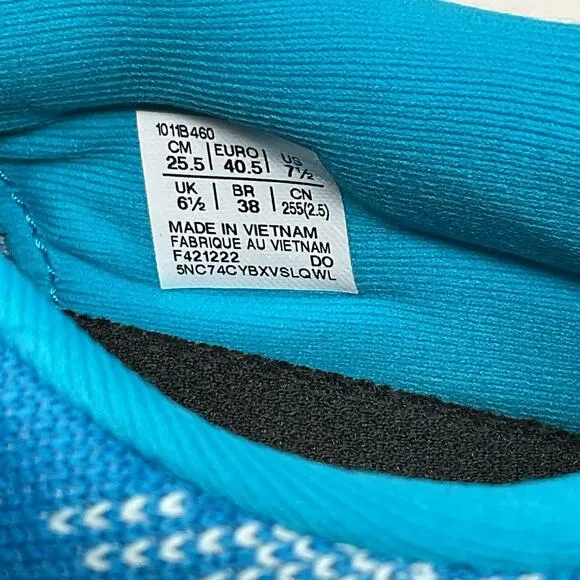 1011B460
CM EURO US
25.5 40.5 7½
UK BR CN
6½ 38 255(2.5)
MADE IN VIETNAM
FABRIQUE AU VIETNAM
F421222 DO
5NC74CYBXVSLQWL